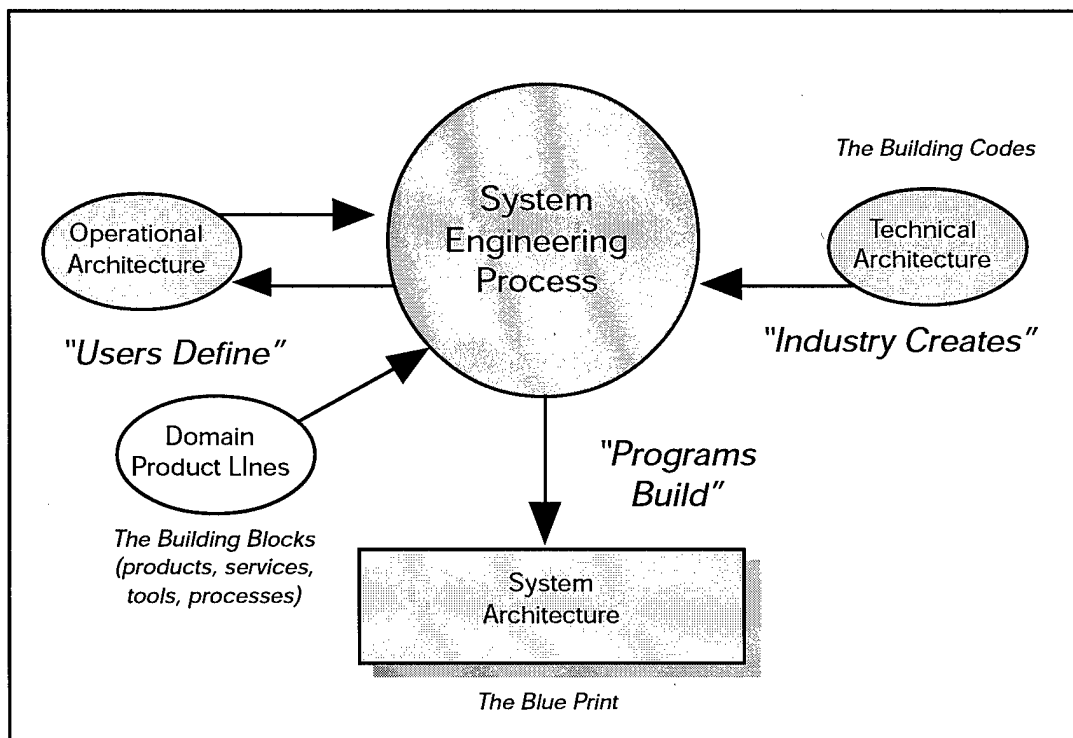 System
Engineering
Process
The Building Codes
Operational
Architecture
Technical
Architecture
"Users Define"
"Industry Creates"
Domain
Product LInes
"Programs
Build"
The Building Blocks
(products, services,
tools, processes)
System
Architecture
The Blue Print